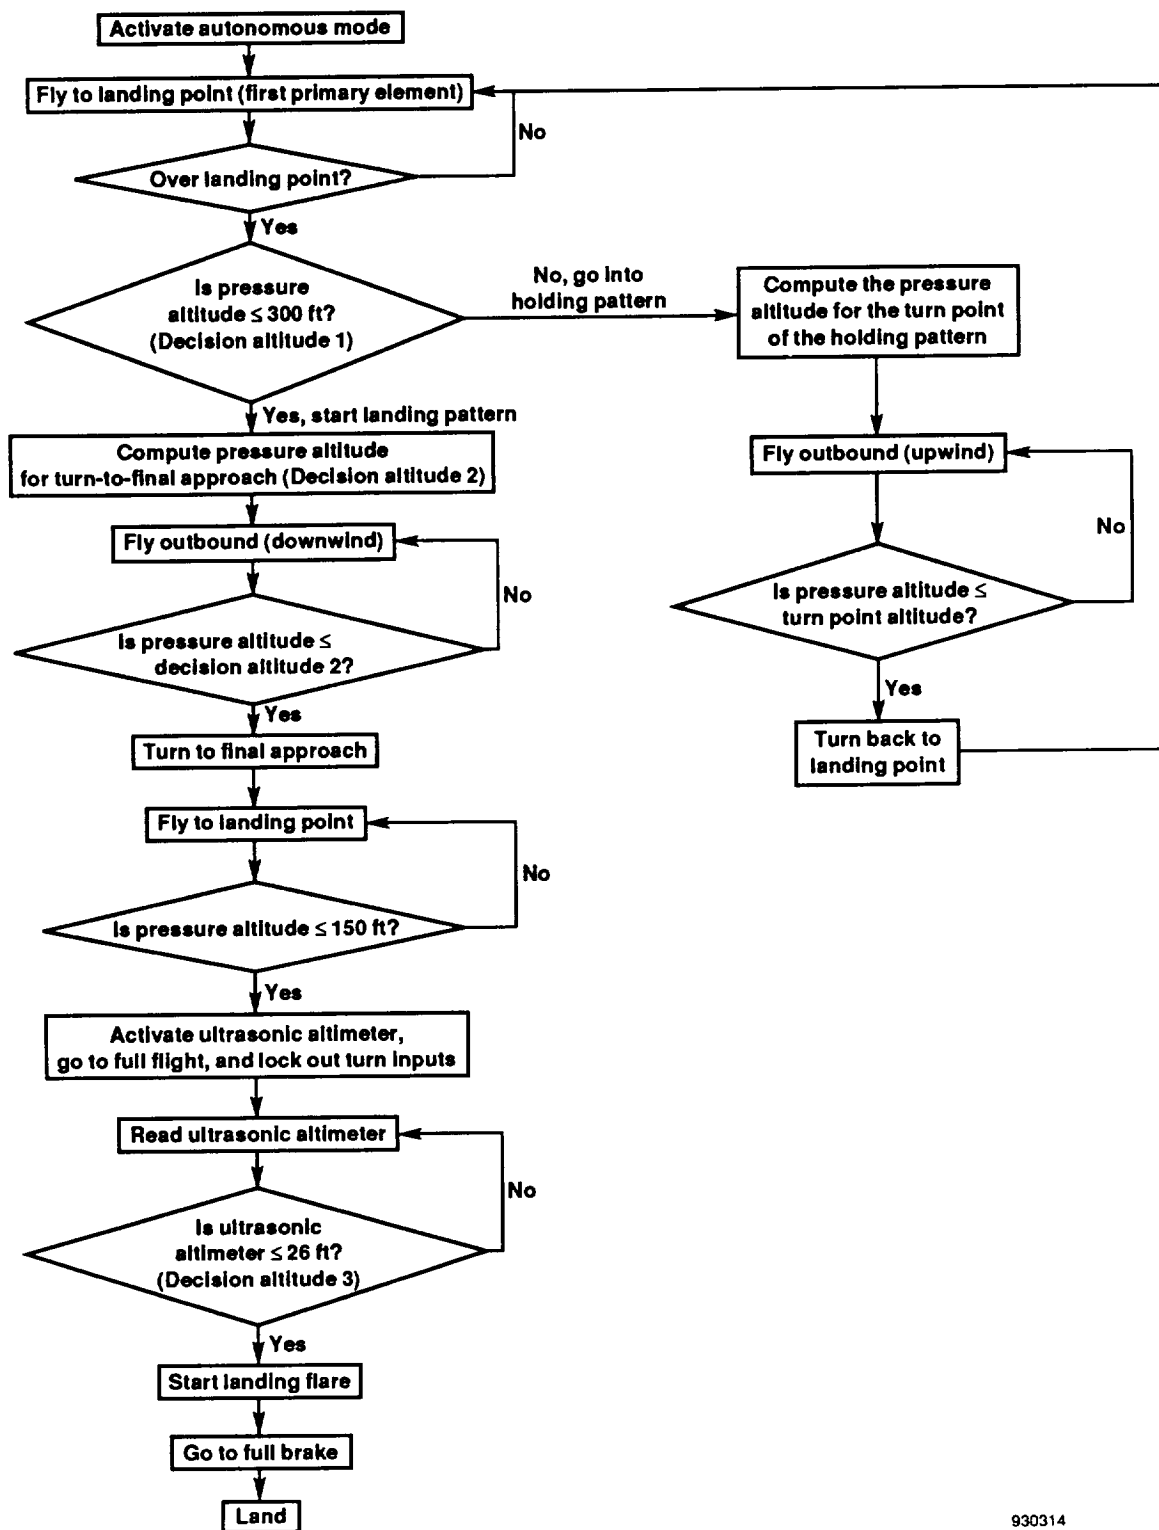 Activate autonomous mode
Fly to landing point (first primary element)
No
Over landing point?
Yes
Is pressure
altitude ≤ 300 ft?
(Decision altitude 1)
No, go into
holding pattern
Compute the pressure
altitude for the turn point
of the holding pattern
Yes, start landing pattern
Compute pressure altitude
for turn-to-final approach (Decision altitude 2)
Fly outbound (upwind)
No
Fly outbound (downwind)
No
Is pressure altitude ≤
turn point altitude?
Is pressure altitude ≤
decision altitude 2?
Yes
Yes
Turn to final approach
Turn back to
landing point
Fly to landing point
No
Is pressure altitude ≤ 150 ft?
Yes
Activate ultrasonic altimeter,
go to full flight, and lock out turn inputs
Read ultrasonic altimeter
No
Is ultrasonic
altimeter ≤ 26 ft?
(Decision altitude 3)
Yes
Start landing flare
Go to full brake
Land
930314